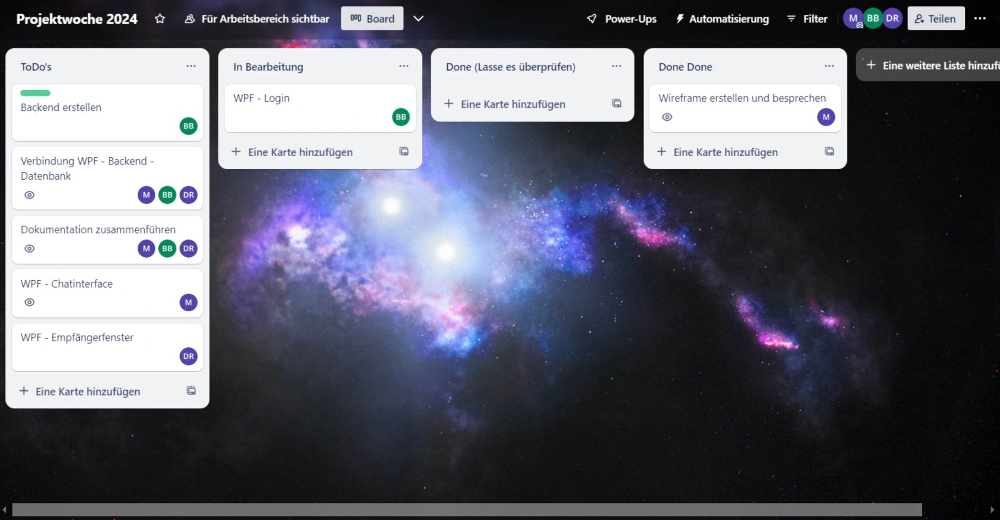 Projektwoche 2024
Für Arbeitsbereich sichtbar
Board
Power-Ups
Automatisierung
Filter
M BB DR
Teilen
ToDo's
Backend erstellen
BB
Verbindung WPF - Backend -
Datenbank
M BB DR
Dokumentation zusammenführen
M BB DR
WPF - Chatinterface
M
WPF - Empfängerfenster
DR
Eine Karte hinzufügen
In Bearbeitung
WPF - Login
BB
Eine Karte hinzufügen
Done (Lasse es überprüfen)
Eine Karte hinzufügen
Done Done
Wireframe erstellen und besprechen
M
Eine Karte hinzufügen
Eine weitere Liste hinzufü